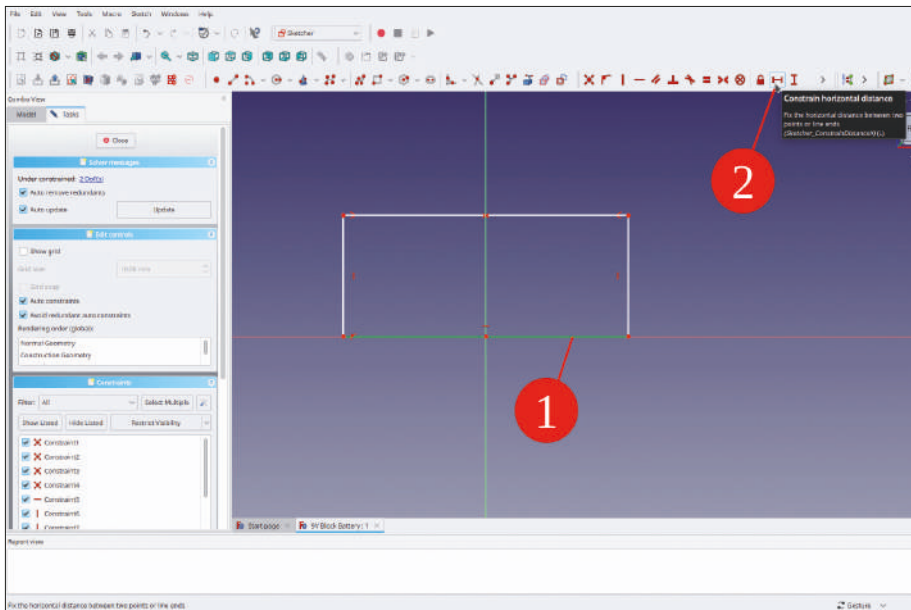 File Edit View Tools Macro Sketch Windows Help
Sketcher
Combo View
Model Tasks
Close
Solver messages
Under constrained: 2 DoF(s)
Auto remove redundants
Auto update Update
Edit controls
Show grid
Grid size
Grid snap
Auto constraints
Avoid redundant auto constraints
Rendering order (global):
Normal Geometry
Construction Geometry
Constraints
Filter: All Select Multiple
Show Listed Hide Listed Restrict Visibility
Constraint1
Constraint2
Constraint3
Constraint4
Constraint5
Constraint6
Constraint7
Constrain horizontal distance
Fix the horizontal distance between two
points or line ends
(Sketcher_ConstrainDistanceX) (L)
2
1
Start page 9V Block Battery : 1
Report view
Fix the horizontal distance between two points or line ends Gesture